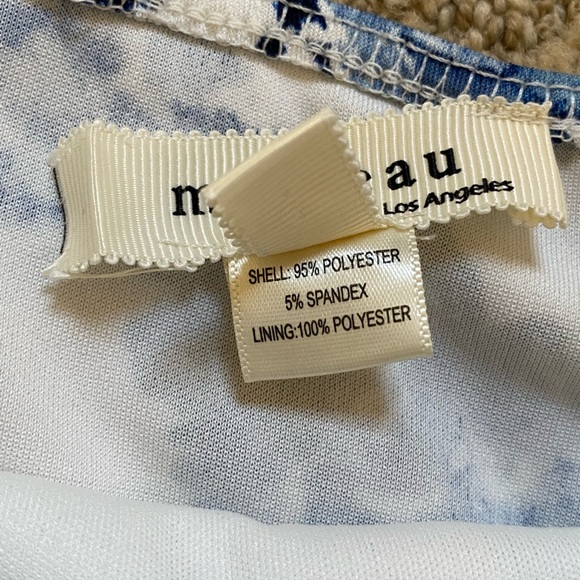 Los Angeles
SHELL: 95% POLYESTER
5% SPANDEX
LINING:100% POLYESTER